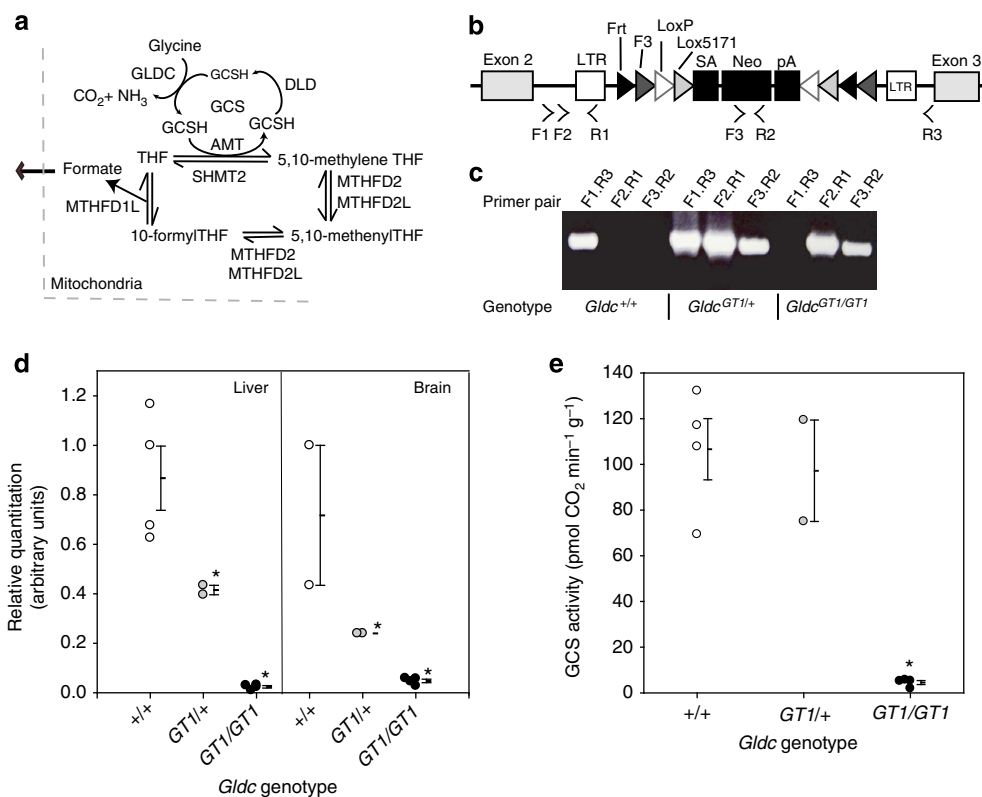 a
Glycine
GLDC
GCSH
DLD
CO2+ NH3
GCS
GCSH
GCSH
AMT
THF
5,10-methylene THF
SHMT2
Formate
MTHFD2
MTHFD2L
MTHFD1L
10-formylTHF
5,10-methenylTHF
MTHFD2
MTHFD2L
Mitochondria
b
Frt
LoxP
F3
Lox5171
Exon 2
LTR
SA
Neo
pA
LTR
Exon 3
F1
F2
R1
F3
R2
R3
c
Primer pair
F1.R3
F2.R1
F3.R2
F1.R3
F2.R1
F3.R2
F1.R3
F2.R1
F3.R2
Genotype
Gldc+/+
GldcGT1/+
GldcGT1/GT1
d
Relative quantitation
(arbitrary units)
1.2
1.0
0.8
0.6
0.4
0.2
0.0
Liver
Brain
*
*
*
*
+/+
GT1/+
GT1/GT1
+/+
GT1/+
GT1/GT1
Gldc genotype
e
GCS activity (pmol CO2 min−1 g−1)
140
120
100
80
60
40
20
0
*
+/+
GT1/+
GT1/GT1
Gldc genotype